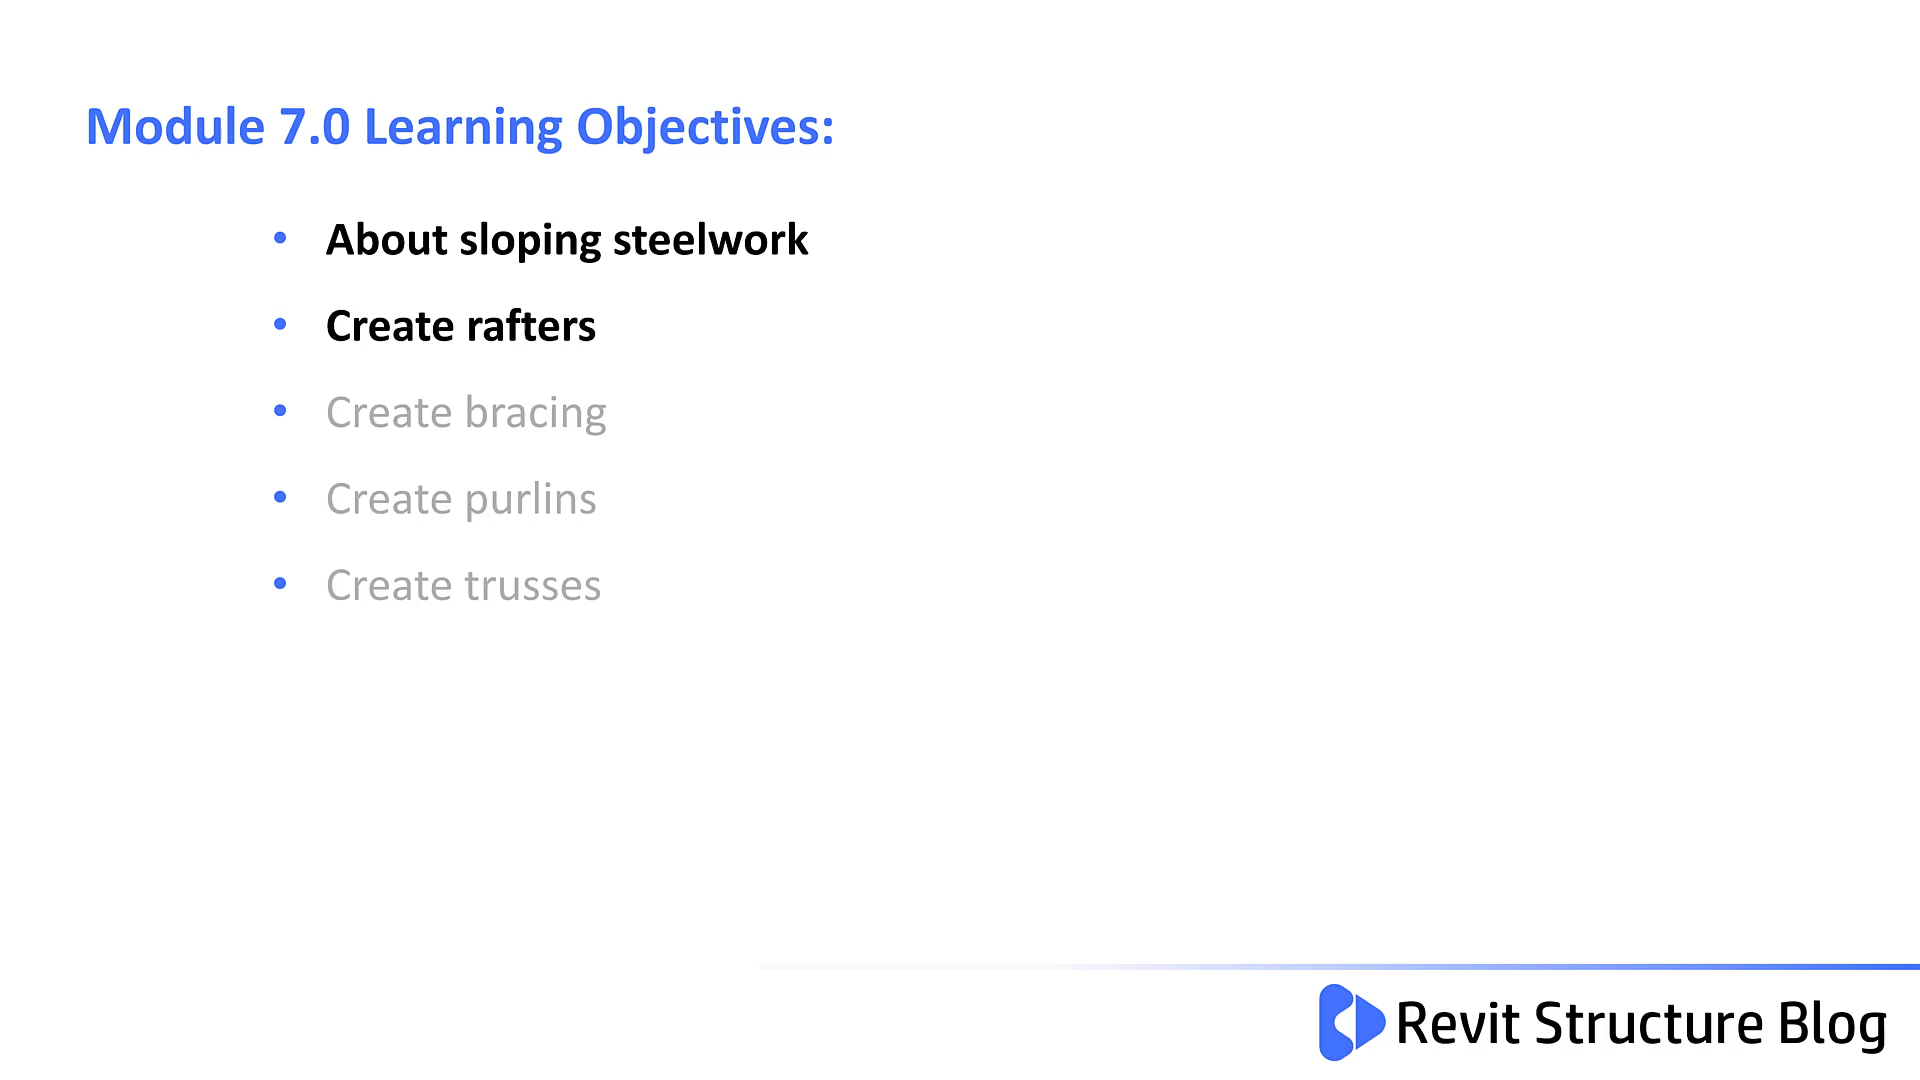 Module 7.0 Learning Objectives:
• About sloping steelwork
• Create rafters
• Create bracing
• Create purlins
• Create trusses
Revit Structure Blog